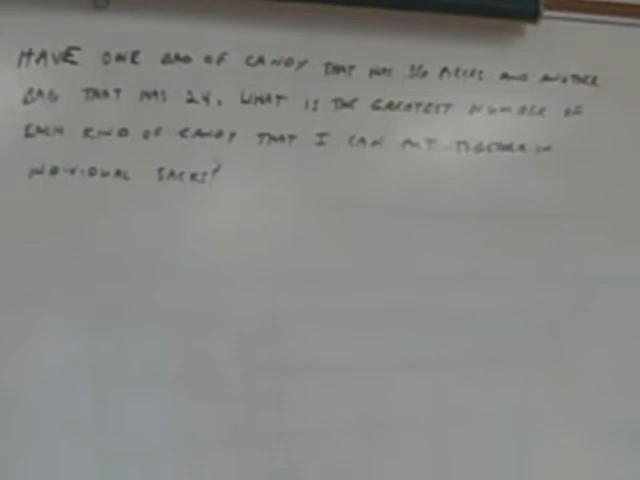 HAVE ONE BAG OF CANDY THAT HAS 36 PIECES AND ANOTHER
BAG THAT HAS 24. WHAT IS THE GREATEST NUMBER OF
EACH KIND OF CANDY THAT I CAN PUT TOGETHER IN
INDIVIDUAL SACKS?